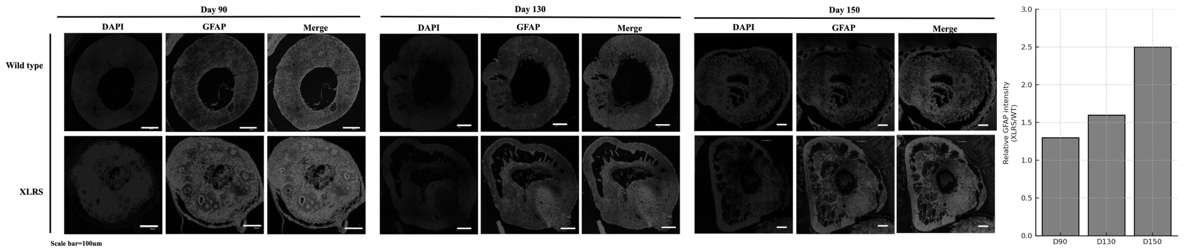 Day 90
Day 130
Day 150
DAPI GFAP Merge
DAPI GFAP Merge
DAPI GFAP Merge
Wild type
XLRS
Scale bar=100um
Relative GFAP intensity
(XLRS/WT)
3.0
2.5
2.0
1.5
1.0
0.5
0.0
D90 D130 D150